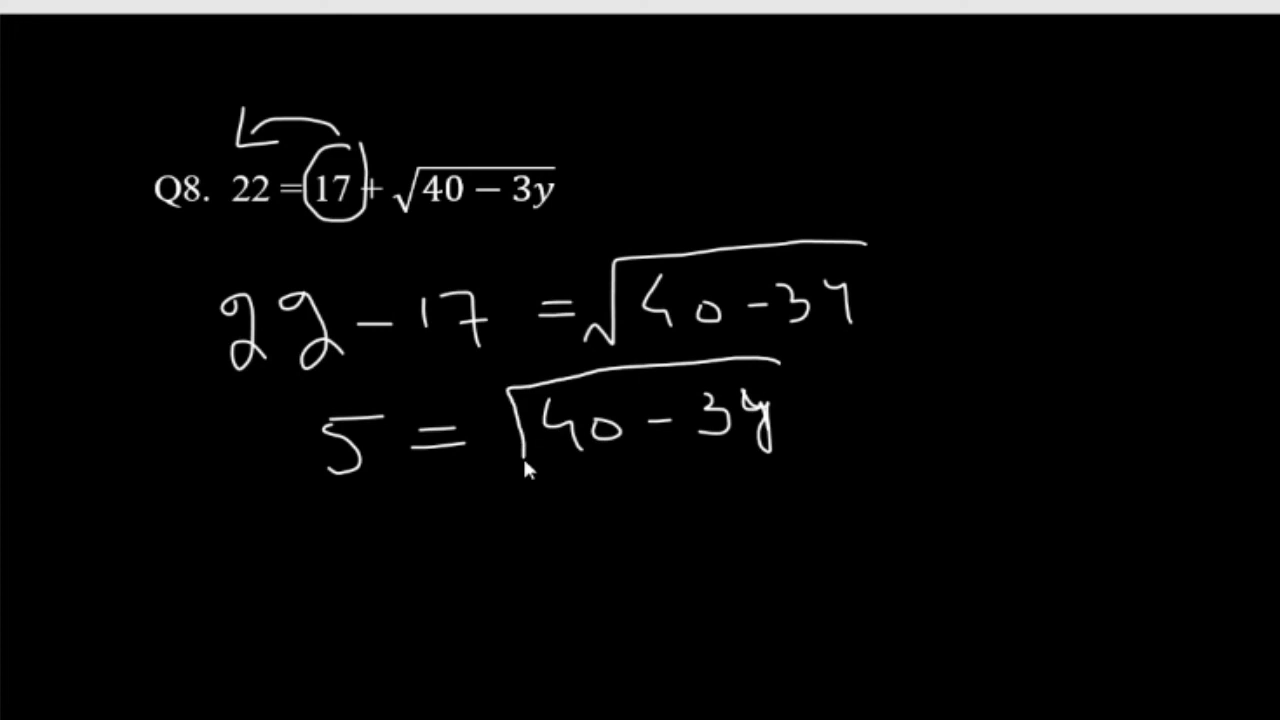 Q8. 22 = 17 + √40 − 3y
22 − 17 = √40 − 3y
5 = √40 − 3y